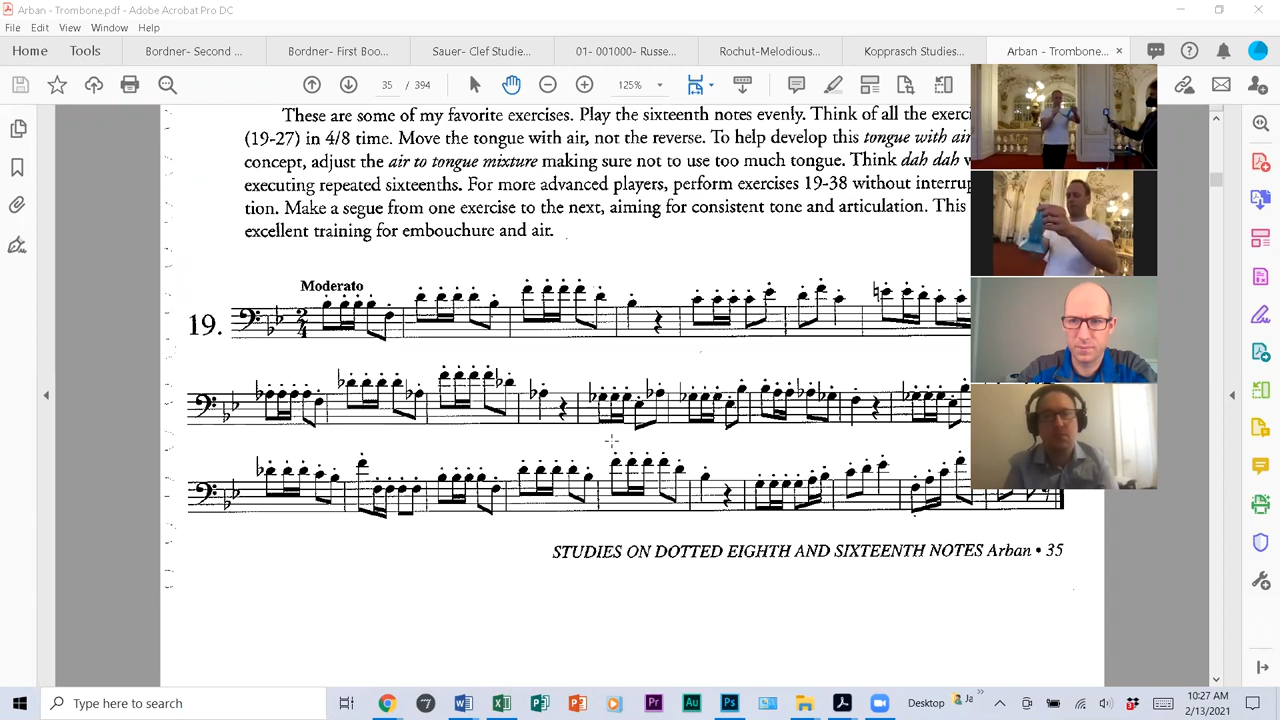 Arban - Trombone.pdf - Adobe Acrobat Pro DC
File Edit View Window Help
Home Tools Bordner- Second ... Bordner- First Boo... Sauer- Clef Studie... 01- 001000- Russe... Rochut-Melodious... Kopprasch Studies... Arban - Trombone... ×
35 / 394 125%
These are some of my favorite exercises. Play the sixteenth notes evenly. Think of all the exerci
(19-27) in 4/8 time. Move the tongue with air, not the reverse. To help develop this tongue with air
concept, adjust the air to tongue mixture making sure not to use too much tongue. Think dah dah w
executing repeated sixteenths. For more advanced players, perform exercises 19-38 without interrup
tion. Make a segue from one exercise to the next, aiming for consistent tone and articulation. This
excellent training for embouchure and air.
Moderato
19.
2
4
STUDIES ON DOTTED EIGHTH AND SIXTEENTH NOTES Arban • 35
Type here to search
Desktop
Ja
10:27 AM
2/13/2021